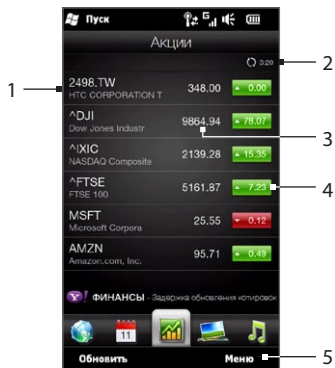 Пуск
Акции
3:20
2
1
2498.TW 348.00 0.00
HTC CORPORATION T
3
^DJI 9864.94 78.07
Dow Jones Industr
^IXIC 2139.28 15.35
NASDAQ Composite
^FTSE 5161.87 7.23
FTSE 100
4
MSFT 25.55 0.12
Microsoft Corpora
AMZN 95.71 0.49
Amazon.com, Inc.
Y! ФИНАНСЫ - Задержка обновления котировок
11
Обновить Меню
5